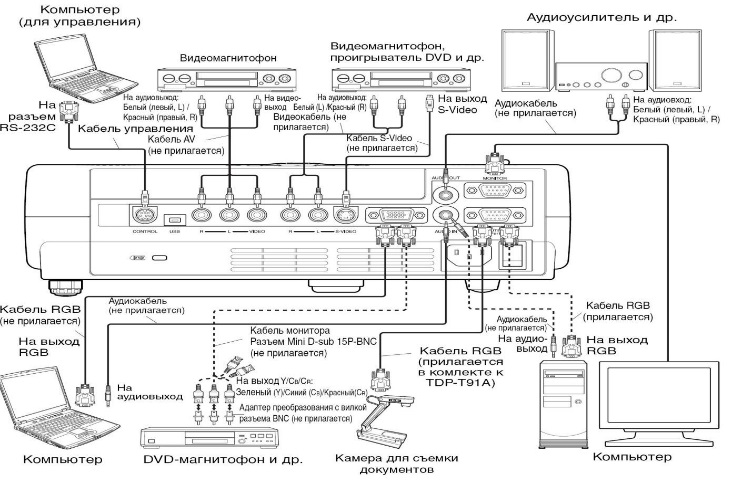 Компьютер
(для управления)
Видеомагнитофон
Видеомагнитофон,
проигрыватель DVD и др.
Аудиоусилитель и др.
На
разъем
RS-232C
Кабель управления
На аудиовыход:
Белый (левый, L) /
Красный (правый, R)
На видео-
выход
Кабель AV
(не прилагается)
На аудиовыход:
Белый (L) /Красный (R)
Видеокабель (не
прилагается)
Кабель S-Video
(не прилагается)
На выход
S-Video
Аудиокабель
(не прилагается)
На аудиовход:
Белый (левый, L) /
Красный (правый, R)
AUDIO OUT
MONITOR
CONTROL
USB
R
L
VIDEO
R
L
S-VIDEO
AUDIO IN
Кабель RGB
(не прилагается)
На выход
RGB
Аудиокабель
(не прилагается)
На
аудиовыход
Компьютер
Кабель монитора
Разъем Mini D-sub 15P-BNC
(не прилагается)
На выход Y/CB/CR:
Зеленый (Y)/Синий (CB)/Красный(CR)
Адаптер преобразования с вилкой
разъема BNC (не прилагается)
DVD-магнитофон и др.
Кабель RGB
(прилагается
в комлекте к
TDP-T91A)
Камера для съемки
документов
Аудиокабель
(не прилагается)
На аудио-
выход
Кабель RGB
(прилагается)
На выход
RGB
Компьютер